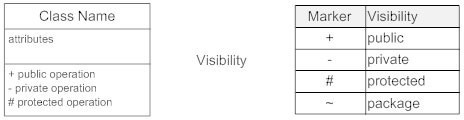 Class Name
attributes
+ public operation
- private operation
# protected operation
Visibility
Marker Visibility
+ public
- private
# protected
~ package